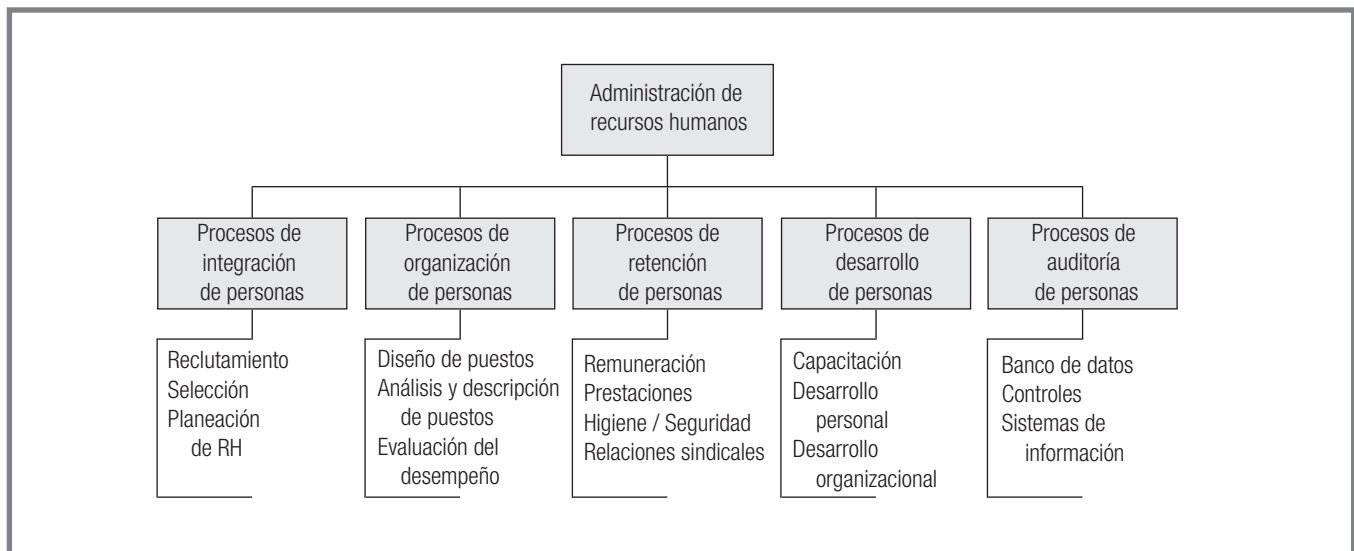 Administración de
recursos humanos
Procesos de
integración
de personas
Procesos de
organización
de personas
Procesos de
retención
de personas
Procesos de
desarrollo
de personas
Procesos de
auditoría
de personas
Reclutamiento
Selección
Planeación
de RH
Diseño de puestos
Análisis y descripción
de puestos
Evaluación del
desempeño
Remuneración
Prestaciones
Higiene / Seguridad
Relaciones sindicales
Capacitación
Desarrollo
personal
Desarrollo
organizacional
Banco de datos
Controles
Sistemas de
información